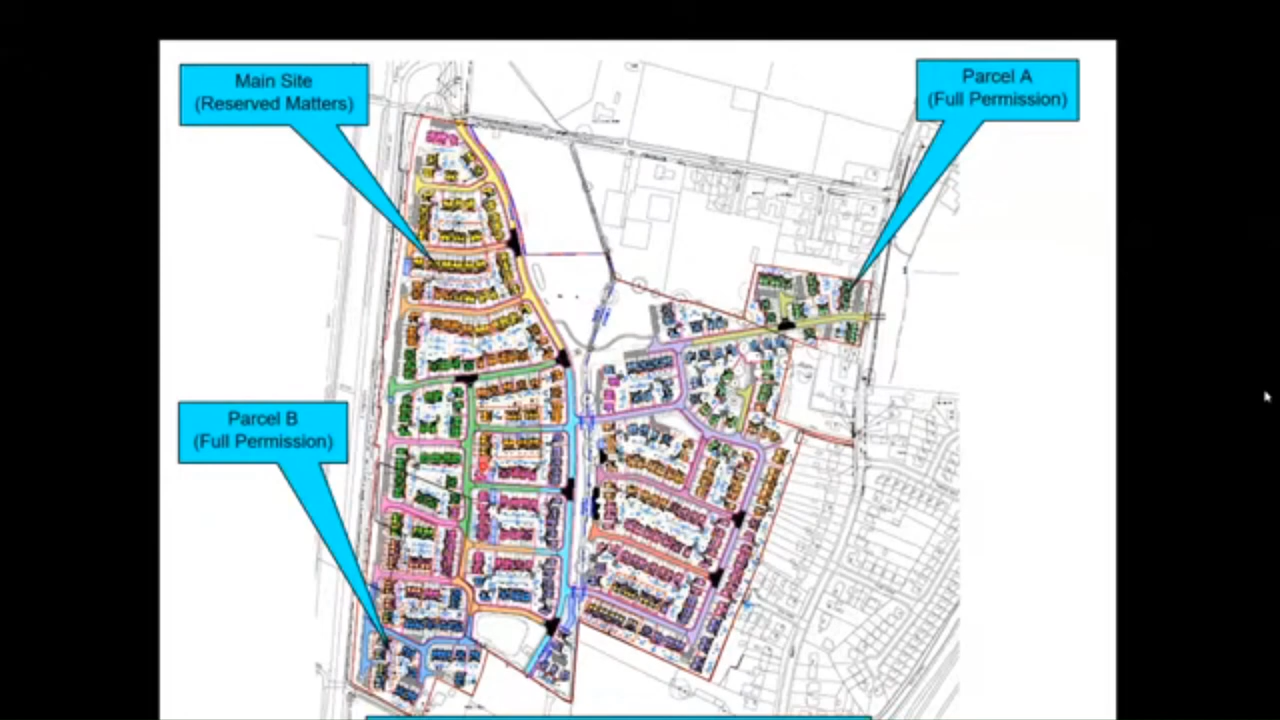 Main Site
(Reserved Matters)
Parcel A
(Full Permission)
Parcel B
(Full Permission)